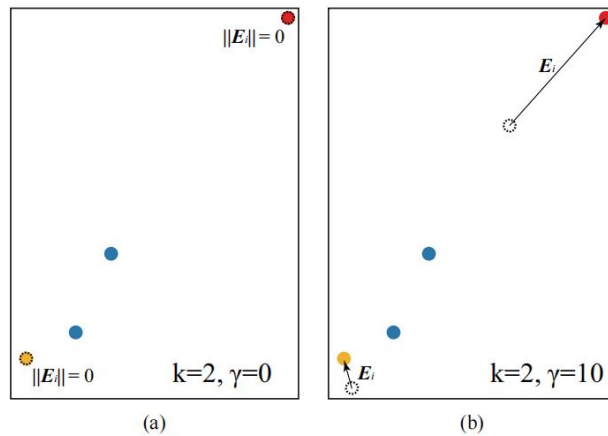 ||Ei|| = 0
||Ei|| = 0
k=2, γ=0
(a)
Ei
Ei
k=2, γ=10
(b)